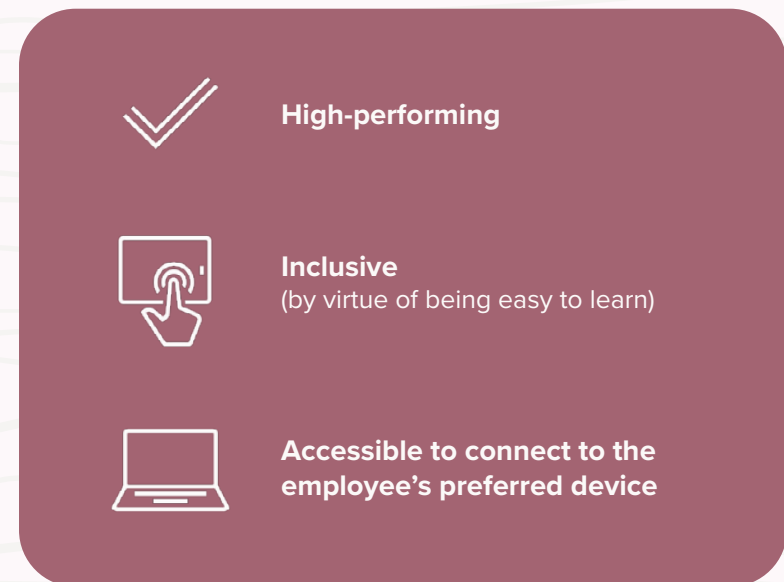 High-performing
Inclusive
(by virtue of being easy to learn)
Accessible to connect to the
employee’s preferred device